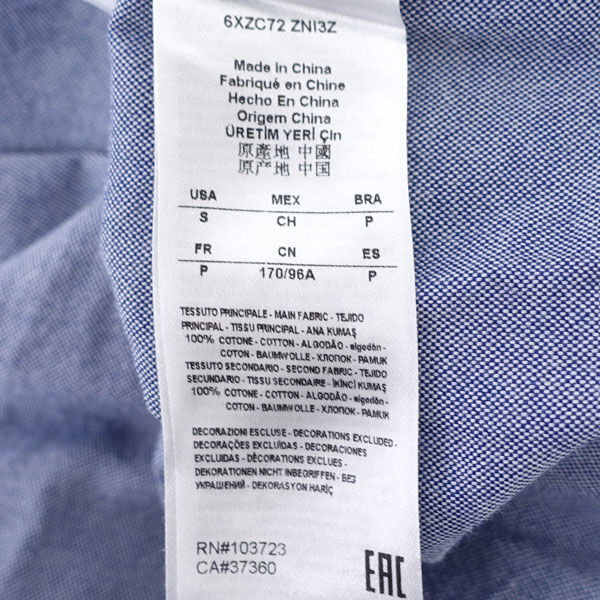 6XZC72 ZNI3Z
Made in China
Fabriqué en Chine
Hecho En China
Origem China
ÜRETİM YERİ Çin
原產地 中國
原产地 中国
USA MEX BRA
S CH P
FR CN ES
P 170/96A P
TESSUTO PRINCIPALE - MAIN FABRIC - TEJIDO
PRINCIPAL - TISSU PRINCIPAL - ANA KUMAŞ
100% COTONE - COTTON - ALGODÃO - algodón -
COTON - BAUMWOLLE - ХЛОПОК - PAMUK
TESSUTO SECONDARIO - SECOND FABRIC - TEJIDO
SECUNDARIO - TISSU SECONDAIRE - İKİNCİ KUMAŞ
100% COTONE - COTTON - ALGODÃO - algodón -
COTON - BAUMWOLLE - ХЛОПОК - PAMUK
DECORAZIONI ESCLUSE - DECORATIONS EXCLUDED -
DECORAÇÕES EXCLUÍDAS - DECORACIONES
EXCLUIDAS - DÉCORATIONS EXCLUES -
DEKORATIONEN NICHT INBEGRIFFEN - БЕЗ
УКРАШЕНИЙ - DEKORASYON HARİÇ
RN#103723
CA#37360
EAC